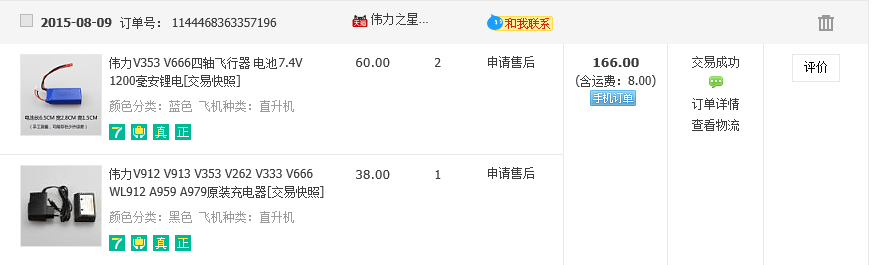 2015-08-09 订单号: 1144468363357196 天猫 伟力之星... 和我联系
伟力V353 V666四轴飞行器 电池7.4V 60.00 2 申请售后 166.00 交易成功 评价
1200毫安锂电[交易快照] (含运费: 8.00)
颜色分类: 蓝色 飞机种类: 直升机 手机订单 订单详情
电池长6.5CM 宽2.8CM 高1.5CM
7 真 正 查看物流
伟力V912 V913 V353 V262 V333 V666 38.00 1 申请售后
WL912 A959 A979原装充电器[交易快照]
颜色分类: 黑色 飞机种类: 直升机
7 真 正